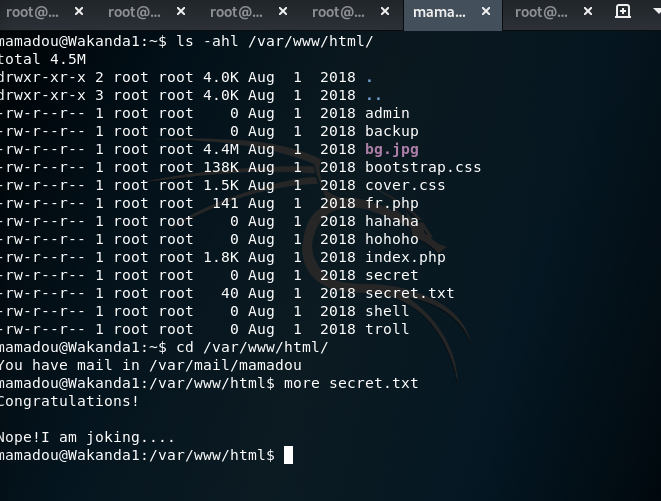 root@... × root@... × root@... × root@... × mama... × root@... ×
mamadou@Wakanda1:~$ ls -ahl /var/www/html/
total 4.5M
drwxr-xr-x 2 root root 4.0K Aug  1  2018 .
drwxr-xr-x 3 root root 4.0K Aug  1  2018 ..
-rw-r--r-- 1 root root    0 Aug  1  2018 admin
-rw-r--r-- 1 root root    0 Aug  1  2018 backup
-rw-r--r-- 1 root root 4.4M Aug  1  2018 bg.jpg
-rw-r--r-- 1 root root 138K Aug  1  2018 bootstrap.css
-rw-r--r-- 1 root root 1.5K Aug  1  2018 cover.css
-rw-r--r-- 1 root root  141 Aug  1  2018 fr.php
-rw-r--r-- 1 root root    0 Aug  1  2018 hahaha
-rw-r--r-- 1 root root    0 Aug  1  2018 hohoho
-rw-r--r-- 1 root root 1.8K Aug  1  2018 index.php
-rw-r--r-- 1 root root    0 Aug  1  2018 secret
-rw-r--r-- 1 root root   40 Aug  1  2018 secret.txt
-rw-r--r-- 1 root root    0 Aug  1  2018 shell
-rw-r--r-- 1 root root    0 Aug  1  2018 troll
mamadou@Wakanda1:~$ cd /var/www/html/
You have mail in /var/mail/mamadou
mamadou@Wakanda1:/var/www/html$ more secret.txt
Congratulations!
Nope!I am joking....
mamadou@Wakanda1:/var/www/html$